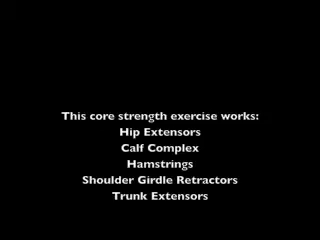 This core strength exercise works:
Hip Extensors
Calf Complex
Hamstrings
Shoulder Girdle Retractors
Trunk Extensors